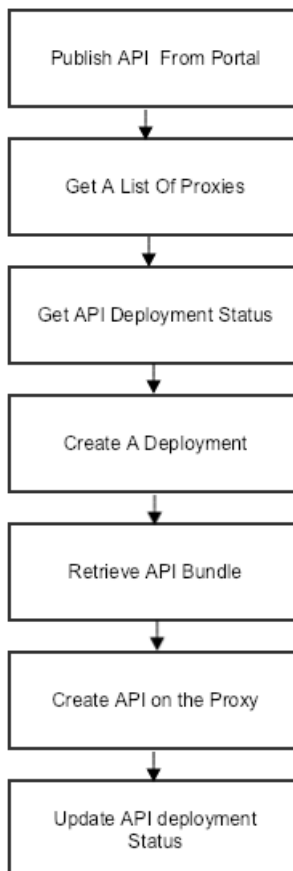 Publish API From Portal
Get A List Of Proxies
Get API Deployment Status
Create A Deployment
Retrieve API Bundle
Create API on the Proxy
Update API deployment
Status